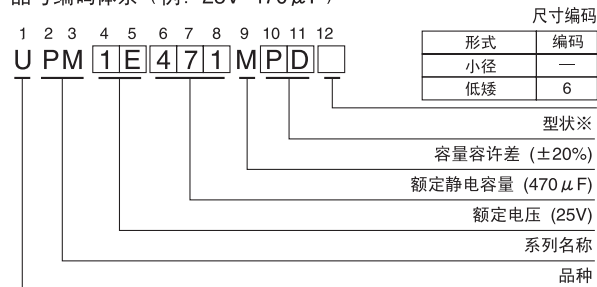 品号编码体系（例：25V 470μF）
尺寸编码
1 2 3 4 5 6 7 8 9 10 11 12
U P M 1 E 4 7 1 M P D
形式 编码
小径 —
低矮 6
型状※
容量容许差 (±20%)
额定静电容量 (470μF)
额定电压 (25V)
系列名称
品种